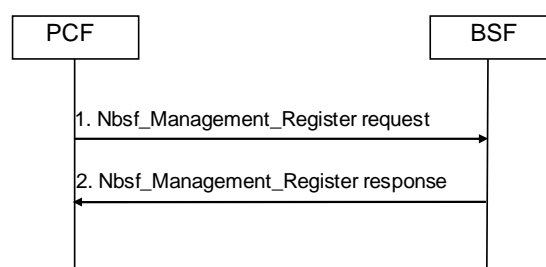 PCF
BSF
1. Nbsf_Management_Register request
2. Nbsf_Management_Register response